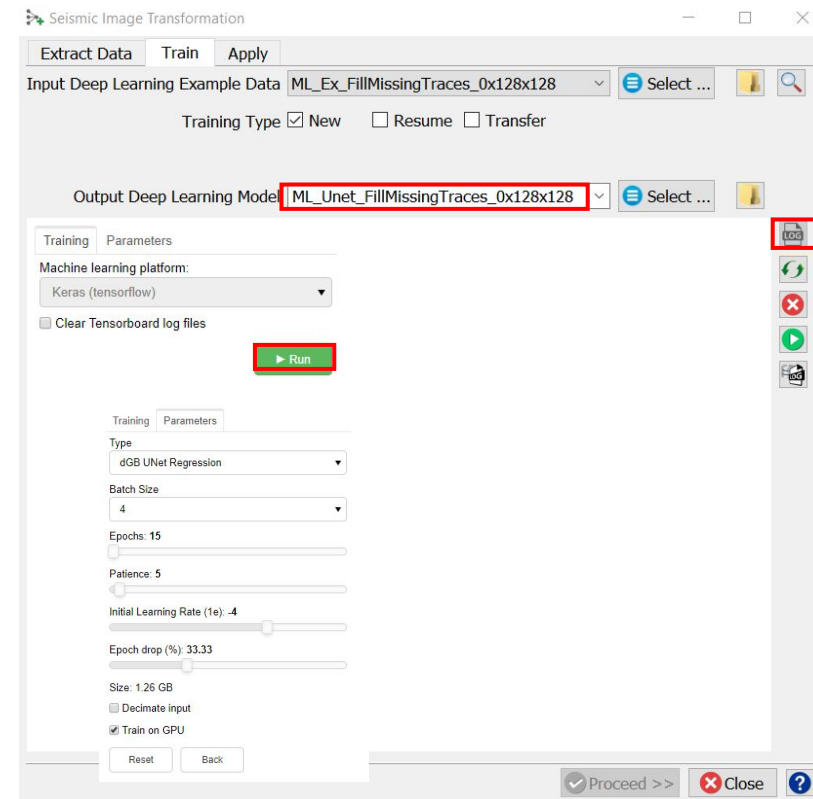 Seismic Image Transformation
Extract Data Train Apply
Input Deep Learning Example Data ML_Ex_FillMissingTraces_0x128x128 Select ...
Training Type New Resume Transfer
Output Deep Learning Model ML_Unet_FillMissingTraces_0x128x128 Select ...
LOG
Training Parameters
Machine learning platform:
Keras (tensorflow)
Clear Tensorboard log files
Run
LOG
Training Parameters
Type
dGB UNet Regression
Batch Size
4
Epochs: 15
Patience: 5
Initial Learning Rate (1e): -4
Epoch drop (%): 33.33
Size: 1.26 GB
Decimate input
Train on GPU
Reset Back
Proceed >> Close ?